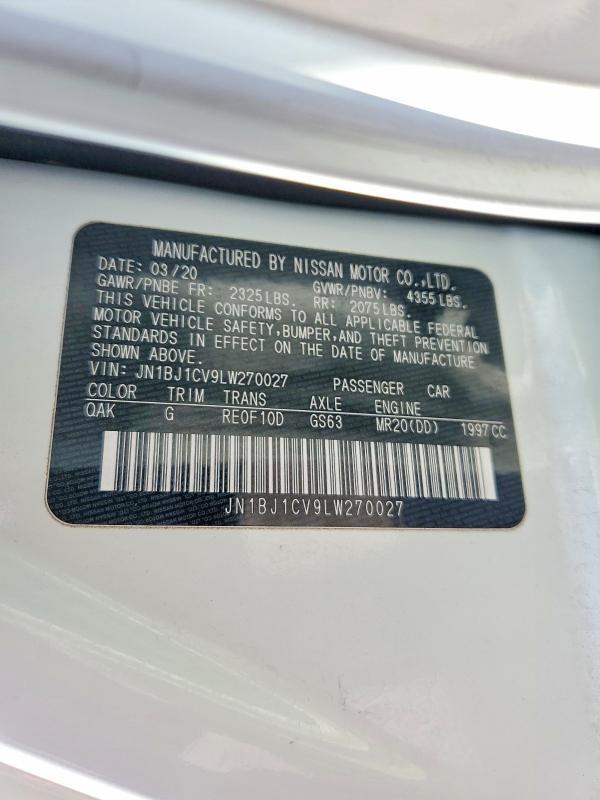 MANUFACTURED BY NISSAN MOTOR CO.,LTD.
DATE: 03/20 GVWR/PNBV: 4355 LBS.
GAWR/PNBE FR: 2325LBS. RR: 2075LBS.
THIS VEHICLE CONFORMS TO ALL APPLICABLE FEDERAL
MOTOR VEHICLE SAFETY,BUMPER,AND THEFT PREVENTION
STANDARDS IN EFFECT ON THE DATE OF MANUFACTURE
SHOWN ABOVE.
VIN: JN1BJ1CV9LW270027 PASSENGER CAR
COLOR TRIM TRANS AXLE ENGINE
QAK G RE0F10D GS63 MR20(DD) 1997CC
JN1BJ1CV9LW270027